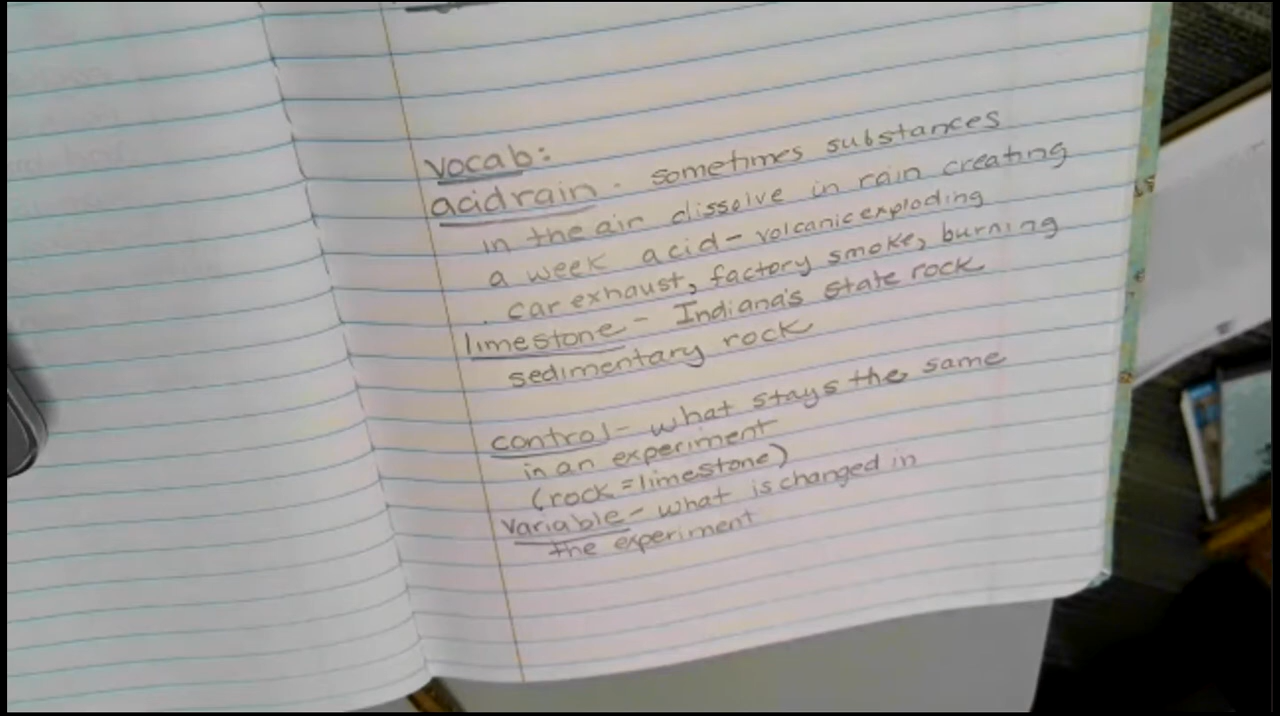 vocab:
acid rain - sometimes substances
in the air dissolve in rain creating
a week acid - volcanic exploding
car exhaust, factory smoke, burning
limestone - Indiana's state rock
sedimentary rock
control - what stays the same
in an experiment
(rock = limestone)
variable - what is changed in
the experiment